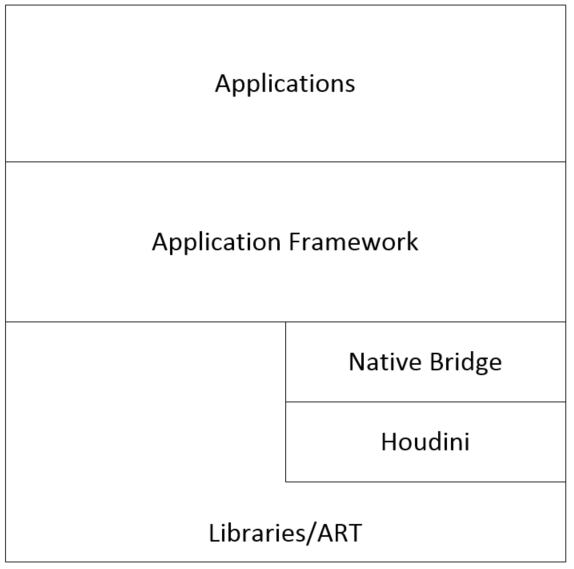 Applications
Application Framework
Native Bridge
Houdini
Libraries/ART